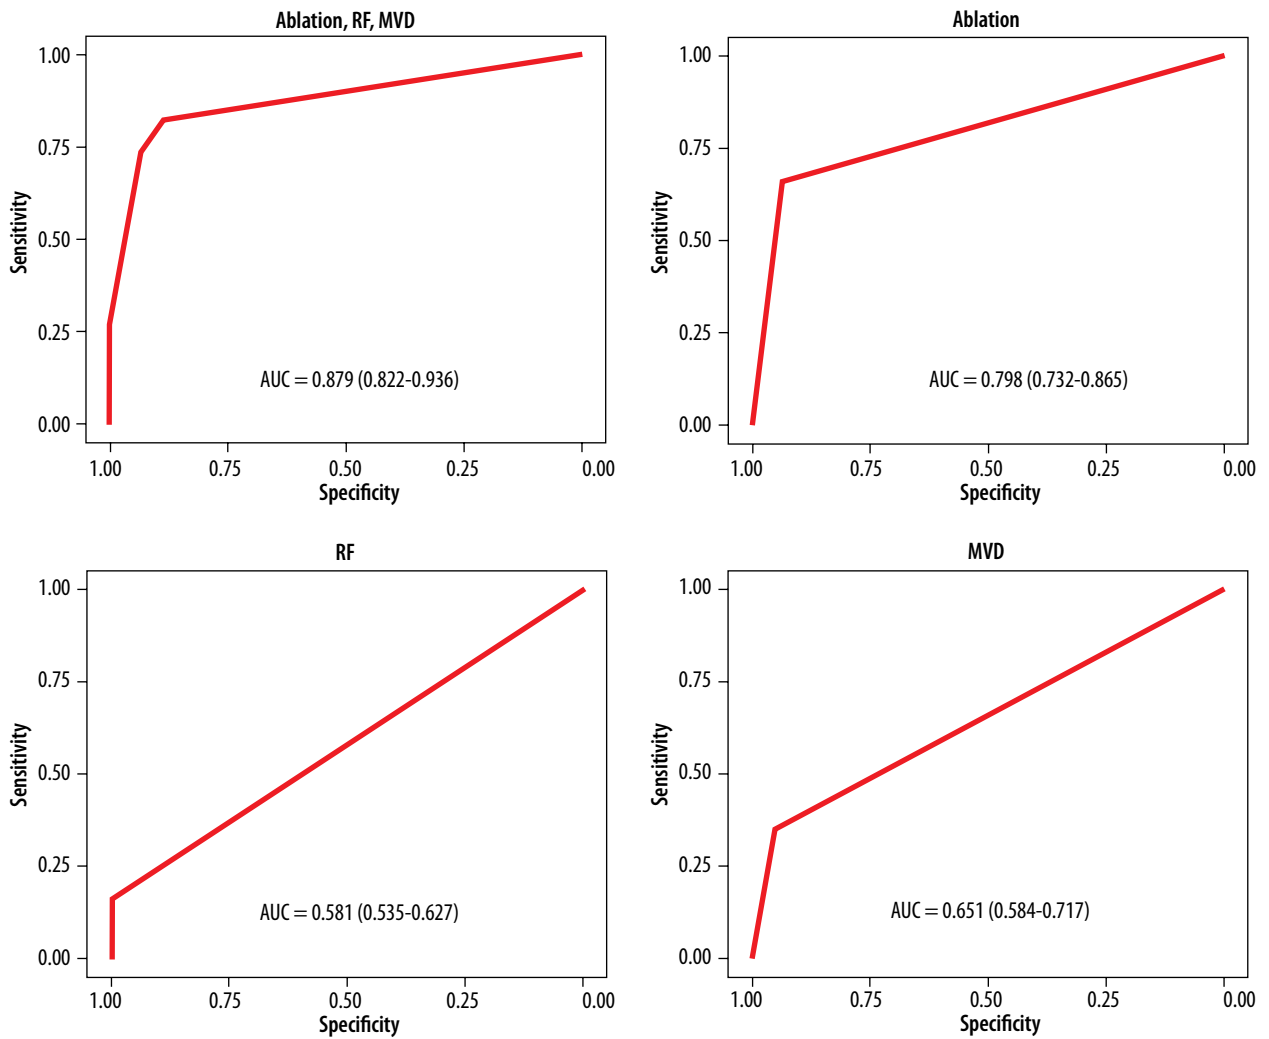 Ablation, RF, MVD
1.00
0.75
0.50
0.25
0.00
Sensitivity
AUC = 0.879 (0.822-0.936)
1.00 0.75 0.50 0.25 0.00
Specificity
Ablation
1.00
0.75
0.50
0.25
0.00
Sensitivity
AUC = 0.798 (0.732-0.865)
1.00 0.75 0.50 0.25 0.00
Specificity
RF
1.00
0.75
0.50
0.25
0.00
Sensitivity
AUC = 0.581 (0.535-0.627)
1.00 0.75 0.50 0.25 0.00
Specificity
MVD
1.00
0.75
0.50
0.25
0.00
Sensitivity
AUC = 0.651 (0.584-0.717)
1.00 0.75 0.50 0.25 0.00
Specificity